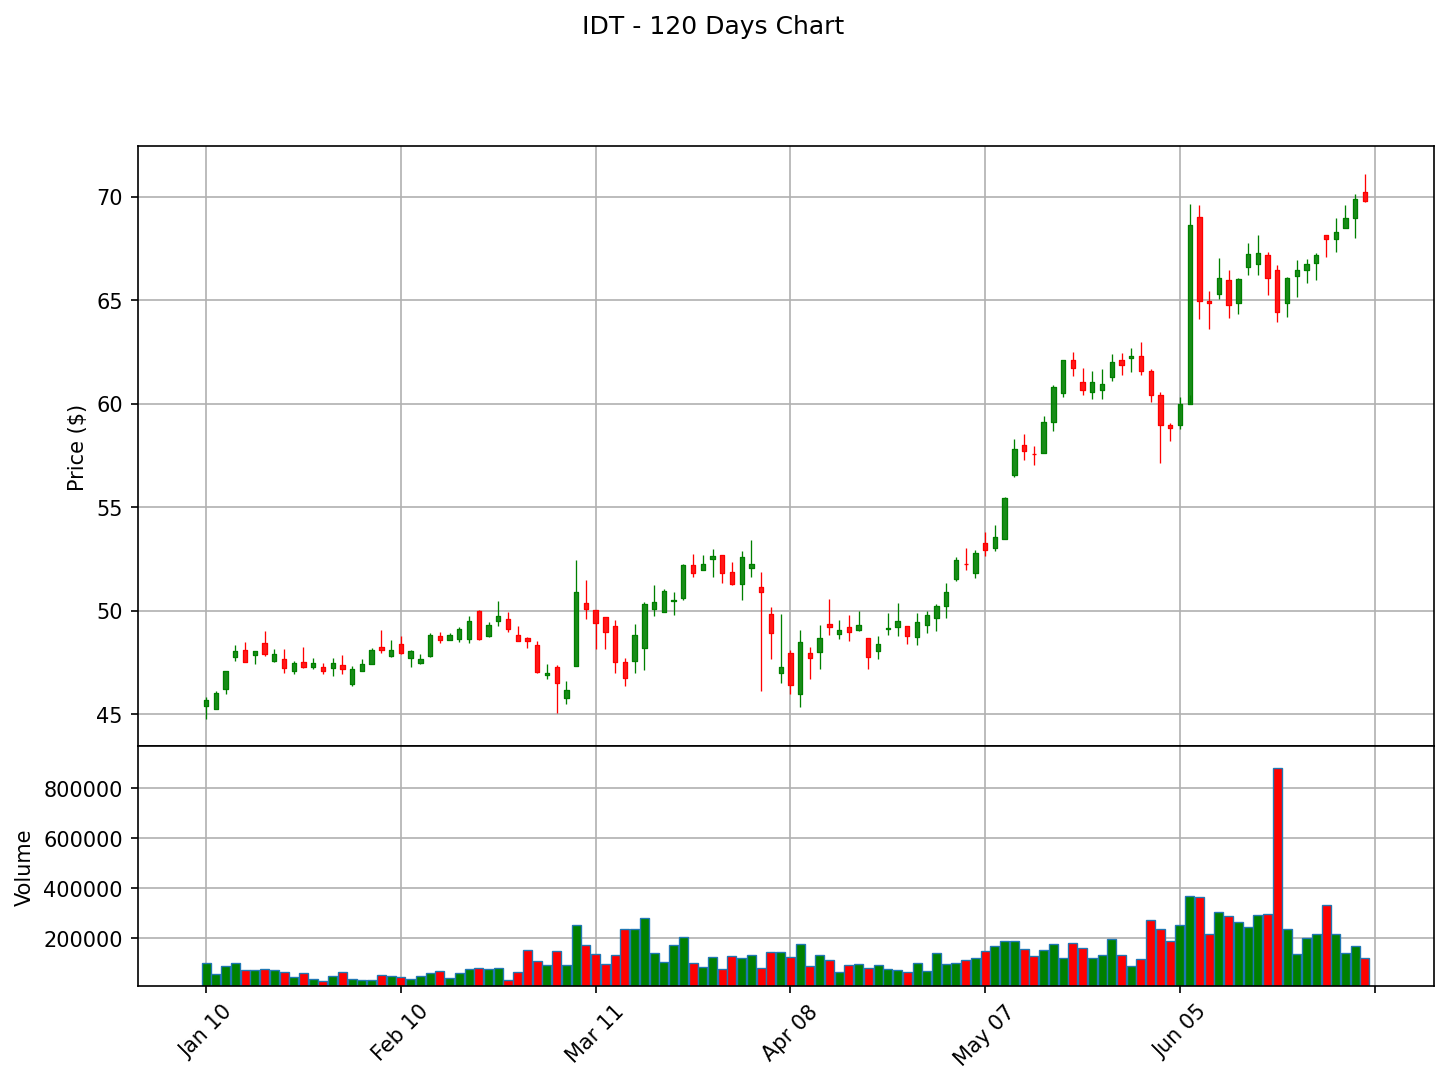 IDT - 120 Days Chart
70
65
60
55
50
45
Price ($)
800000
600000
400000
200000
Volume
Jan 10
Feb 10
Mar 11
Apr 08
May 07
Jun 05